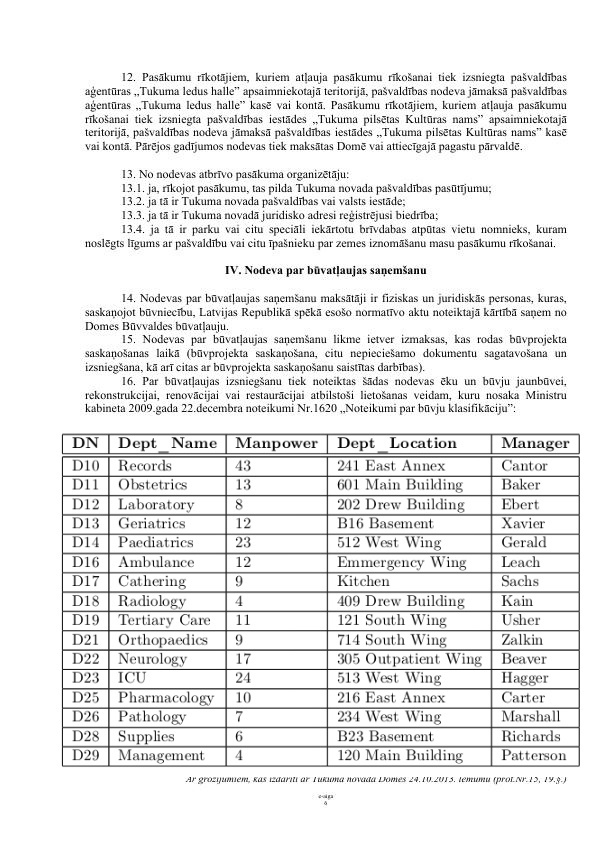 12. Pasākumu rīkotājiem, kuriem atļauja pasākumu rīkošanai tiek izsniegta pašvaldības
aģentūras „Tukuma ledus halle” apsaimniekotajā teritorijā, pašvaldības nodeva jāmaksā pašvaldības
aģentūras „Tukuma ledus halle” kasē vai kontā. Pasākumu rīkotājiem, kuriem atļauja pasākumu
rīkošanai tiek izsniegta pašvaldības iestādes „Tukuma pilsētas Kultūras nams” apsaimniekotajā
teritorijā, pašvaldības nodeva jāmaksā pašvaldības iestādes „Tukuma pilsētas Kultūras nams” kasē
vai kontā. Pārējos gadījumos nodevas tiek maksātas Domē vai attiecīgajā pagastu pārvaldē.
13. No nodevas atbrīvo pasākuma organizētāju:
13.1. ja, rīkojot pasākumu, tas pilda Tukuma novada pašvaldības pasūtījumu;
13.2. ja tā ir Tukuma novada pašvaldības vai valsts iestāde;
13.3. ja tā ir Tukuma novadā juridisko adresi reģistrējusi biedrība;
13.4. ja tā ir parku vai citu speciāli iekārtotu brīvdabas atpūtas vietu nomnieks, kuram
noslēgts līgums ar pašvaldību vai citu īpašnieku par zemes iznomāšanu masu pasākumu rīkošanai.
IV. Nodeva par būvatļaujas saņemšanu
14. Nodevas par būvatļaujas saņemšanu maksātāji ir fiziskas un juridiskās personas, kuras,
saskaņojot būvniecību, Latvijas Republikā spēkā esošo normatīvo aktu noteiktajā kārtībā saņem no
Domes Būvvaldes būvatļauju.
15. Nodevas par būvatļaujas saņemšanu likme ietver izmaksas, kas rodas būvprojekta
saskaņošanas laikā (būvprojekta saskaņošana, citu nepieciešamo dokumentu sagatavošana un
izsniegšana, kā arī citas ar būvprojekta saskaņošanu saistītas darbības).
16. Par būvatļaujas izsniegšanu tiek noteiktas šādas nodevas ēku un būvju jaunbūvei,
rekonstrukcijai, renovācijai vai restaurācijai atbilstoši lietošanas veidam, kuru nosaka Ministru
kabineta 2009.gada 22.decembra noteikumi Nr.1620 „Noteikumi par būvju klasifikāciju”:
DN Dept_Name Manpower Dept_Location Manager
D10 Records 43 241 East Annex Cantor
D11 Obstetrics 13 601 Main Building Baker
D12 Laboratory 8 202 Drew Building Ebert
D13 Geriatrics 12 B16 Basement Xavier
D14 Paediatrics 23 512 West Wing Gerald
D16 Ambulance 12 Emmergency Wing Leach
D17 Cathering 9 Kitchen Sachs
D18 Radiology 4 409 Drew Building Kain
D19 Tertiary Care 11 121 South Wing Usher
D21 Orthopaedics 9 714 South Wing Zalkin
D22 Neurology 17 305 Outpatient Wing Beaver
D23 ICU 24 513 West Wing Hagger
D25 Pharmacology 10 216 East Annex Carter
D26 Pathology 7 234 West Wing Marshall
D28 Supplies 6 B23 Basement Richards
D29 Management 4 120 Main Building Patterson
Ar grozījumiem, kas izdarīti ar Tukuma novada Domes 24.10.2013. lēmumu (prot.Nr.15, 19.§.)
6